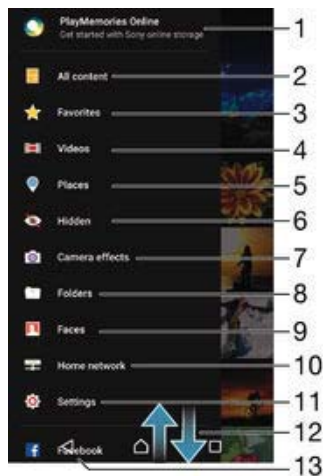 PlayMemories Online
Get started with Sony online storage
1
All content
2
Favorites
3
Videos
4
Places
5
Hidden
6
Camera effects
7
Folders
8
Faces
9
Home network
10
Settings
11
12
Facebook
13